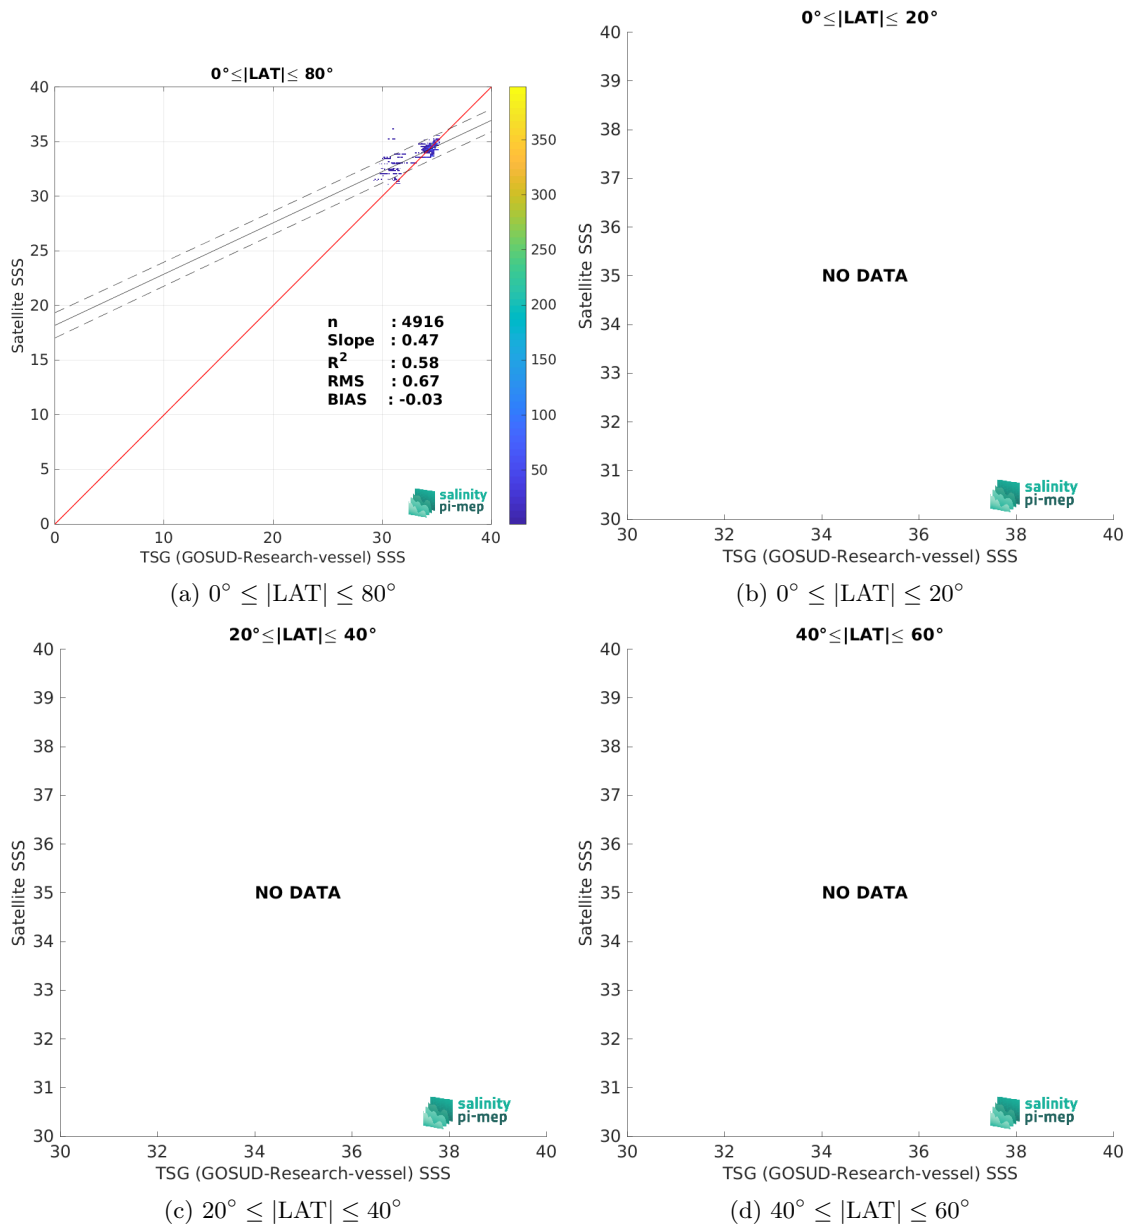 0°≤|LAT|≤ 80°
40
35
30
25
20
15
10
5
0
Satellite SSS
0
10
20
30
40
TSG (GOSUD-Research-vessel) SSS
n : 4916
Slope : 0.47
R2 : 0.58
RMS : 0.67
BIAS : -0.03
350
300
250
200
150
100
50
salinity
pi-mep
(a) 0° ≤ |LAT| ≤ 80°
0°≤|LAT|≤ 20°
40
39
38
37
36
35
34
33
32
31
30
Satellite SSS
NO DATA
salinity
pi-mep
30
32
34
36
38
40
TSG (GOSUD-Research-vessel) SSS
(b) 0° ≤ |LAT| ≤ 20°
20°≤|LAT|≤ 40°
40
39
38
37
36
35
34
33
32
31
30
Satellite SSS
NO DATA
salinity
pi-mep
30
32
34
36
38
40
TSG (GOSUD-Research-vessel) SSS
(c) 20° ≤ |LAT| ≤ 40°
40°≤|LAT|≤ 60°
40
39
38
37
36
35
34
33
32
31
30
Satellite SSS
NO DATA
salinity
pi-mep
30
32
34
36
38
40
TSG (GOSUD-Research-vessel) SSS
(d) 40° ≤ |LAT| ≤ 60°